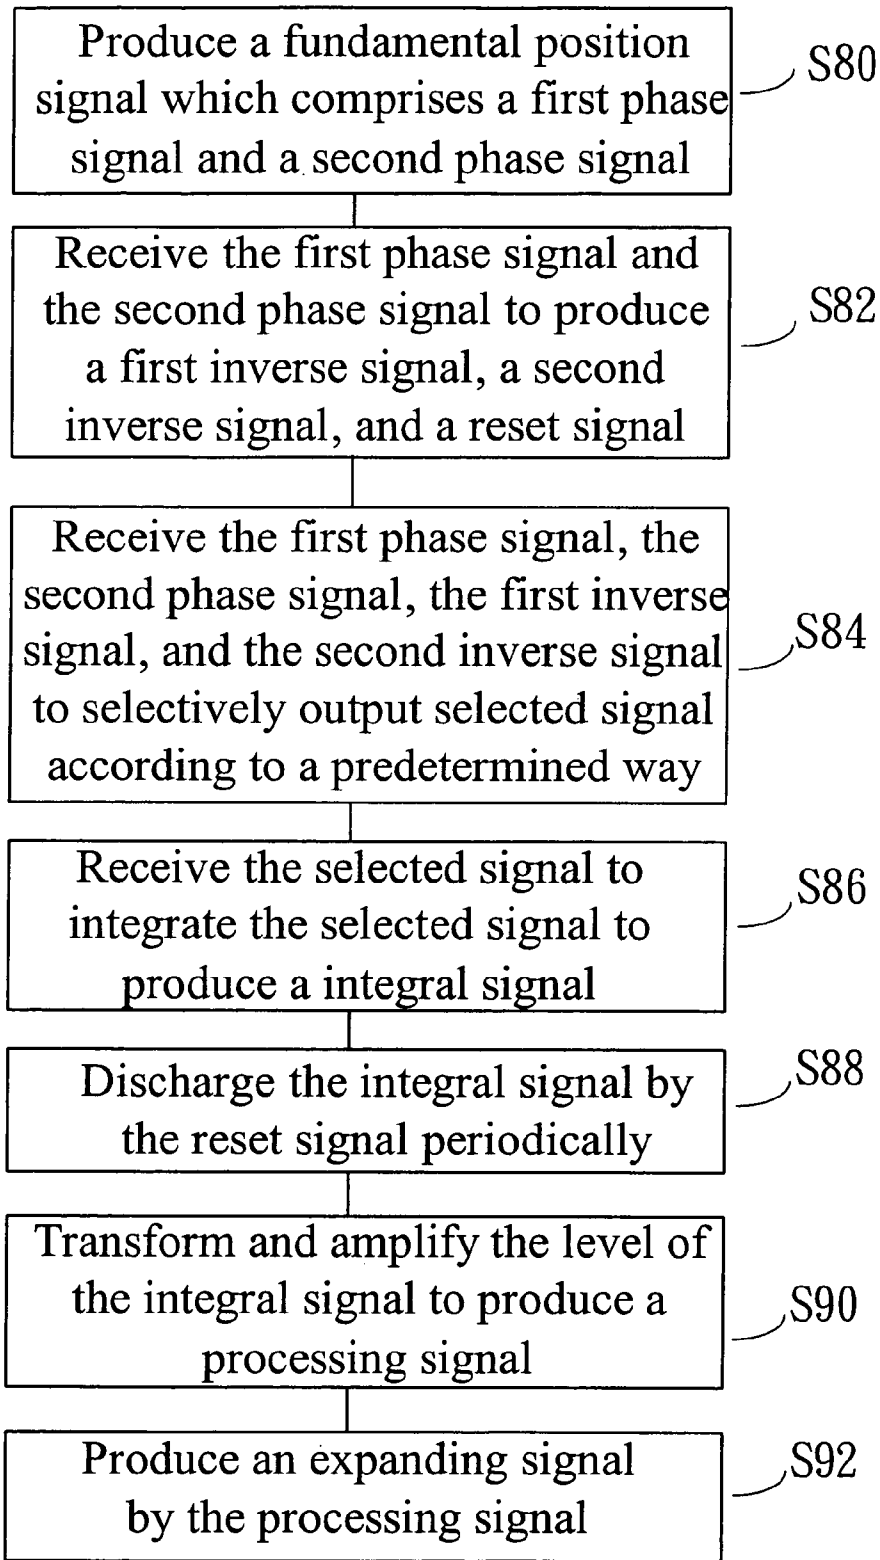 Produce a fundamental position
signal which comprises a first phase
signal and a second phase signal
S80
Receive the first phase signal and
the second phase signal to produce
a first inverse signal, a second
inverse signal, and a reset signal
S82
Receive the first phase signal, the
second phase signal, the first inverse
signal, and the second inverse signal
to selectively output selected signal
according to a predetermined way
S84
Receive the selected signal to
integrate the selected signal to
produce a integral signal
S86
Discharge the integral signal by
the reset signal periodically
S88
Transform and amplify the level of
the integral signal to produce a
processing signal
S90
Produce an expanding signal
by the processing signal
S92